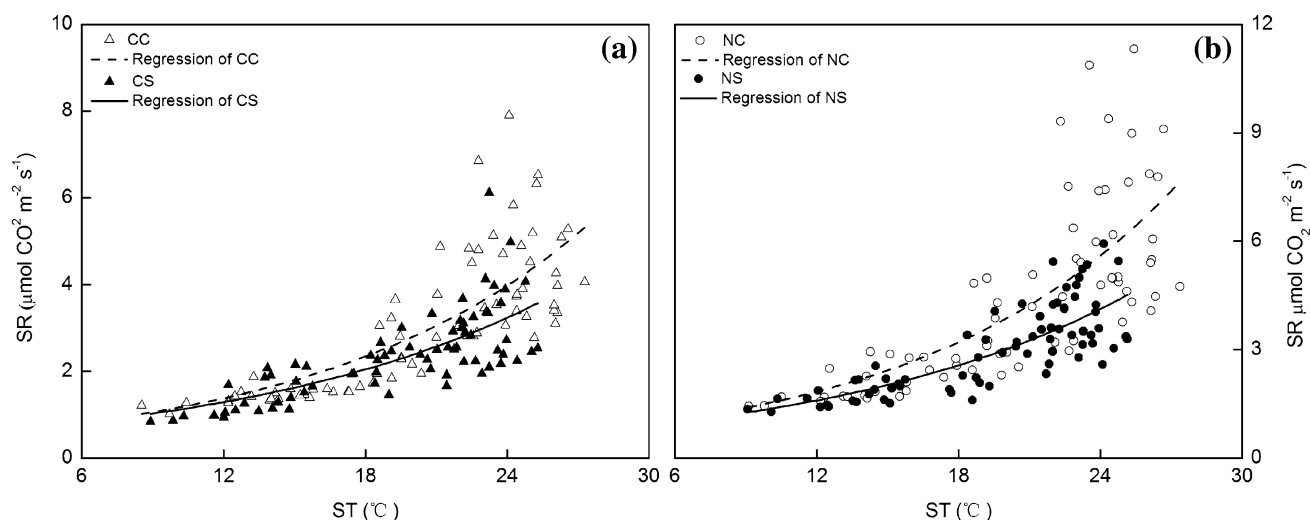 10
8
6
4
2
0
SR (μmol CO² m⁻² s⁻¹)
CC
Regression of CC
CS
Regression of CS
(a)
6 12 18 24 30
ST (℃)
NC
Regression of NC
NS
Regression of NS
(b)
12
9
6
3
0
SR μmol CO₂ m⁻² s⁻¹)
6 12 18 24 30
ST (℃)